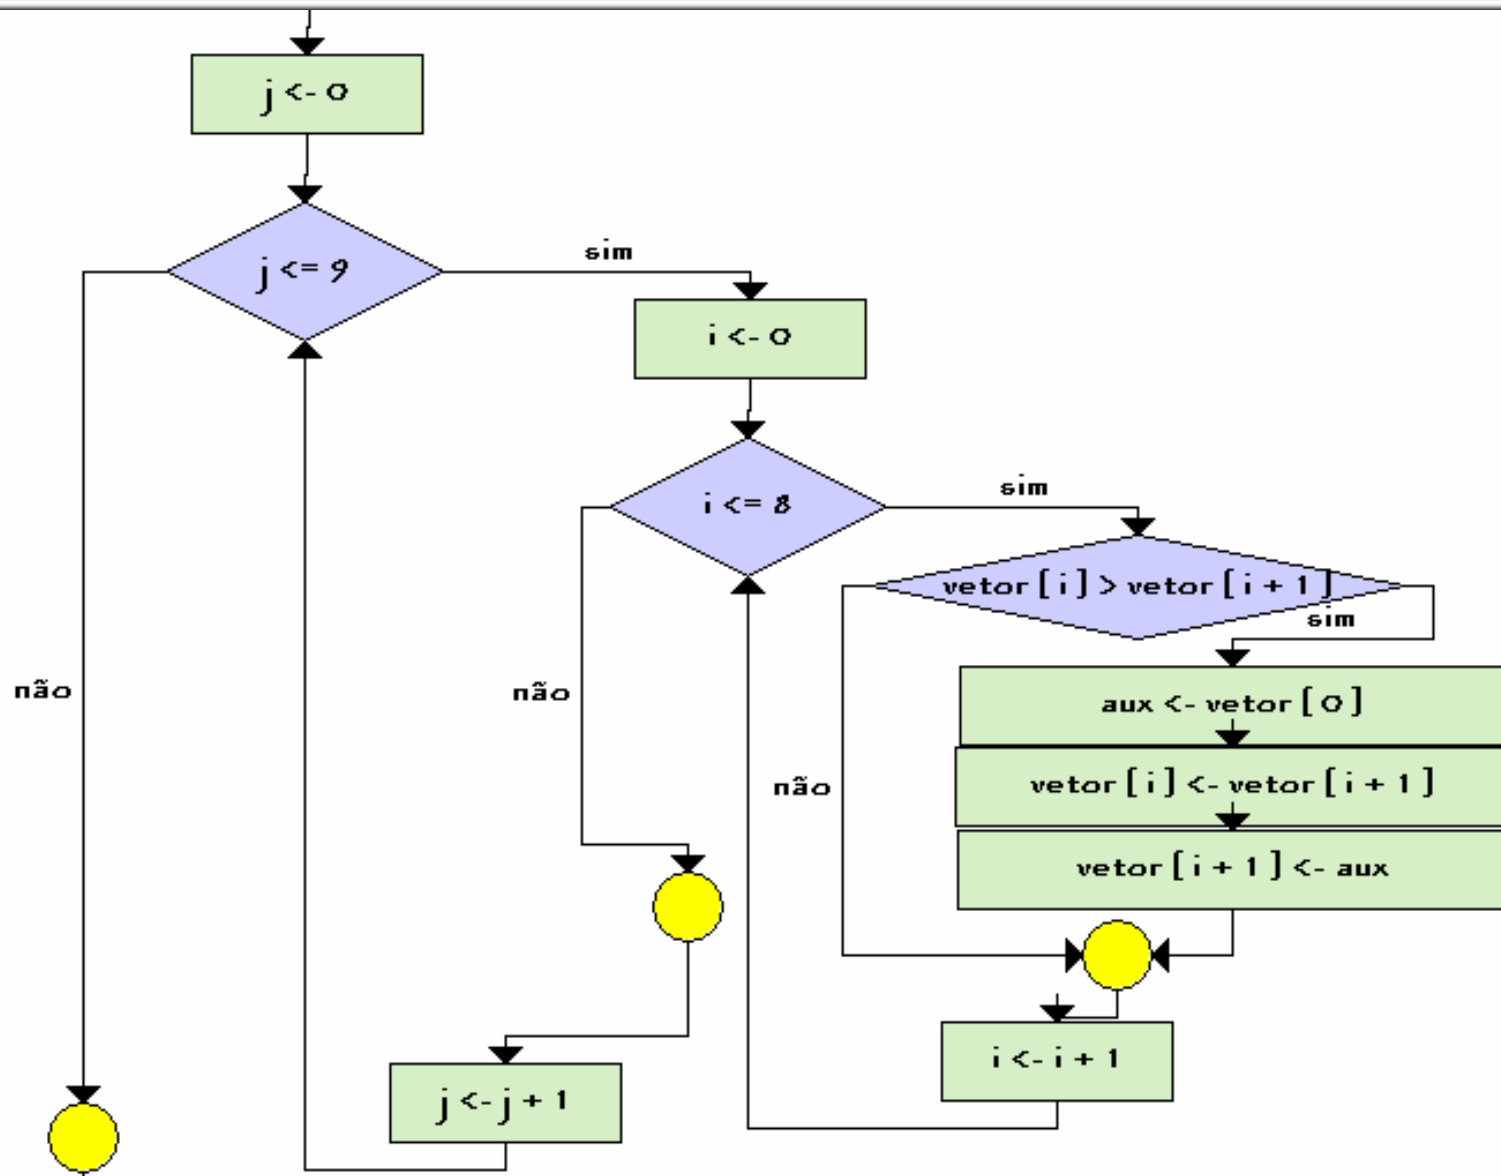 j <- 0
j <= 9
sim
i <- 0
i <= 8
sim
vetor [ i ] > vetor [ i + 1 ]
sim
não
não
aux <- vetor [ 0 ]
não
vetor [ i ] <- vetor [ i + 1 ]
vetor [ i + 1 ] <- aux
i <- i + 1
j <- j + 1